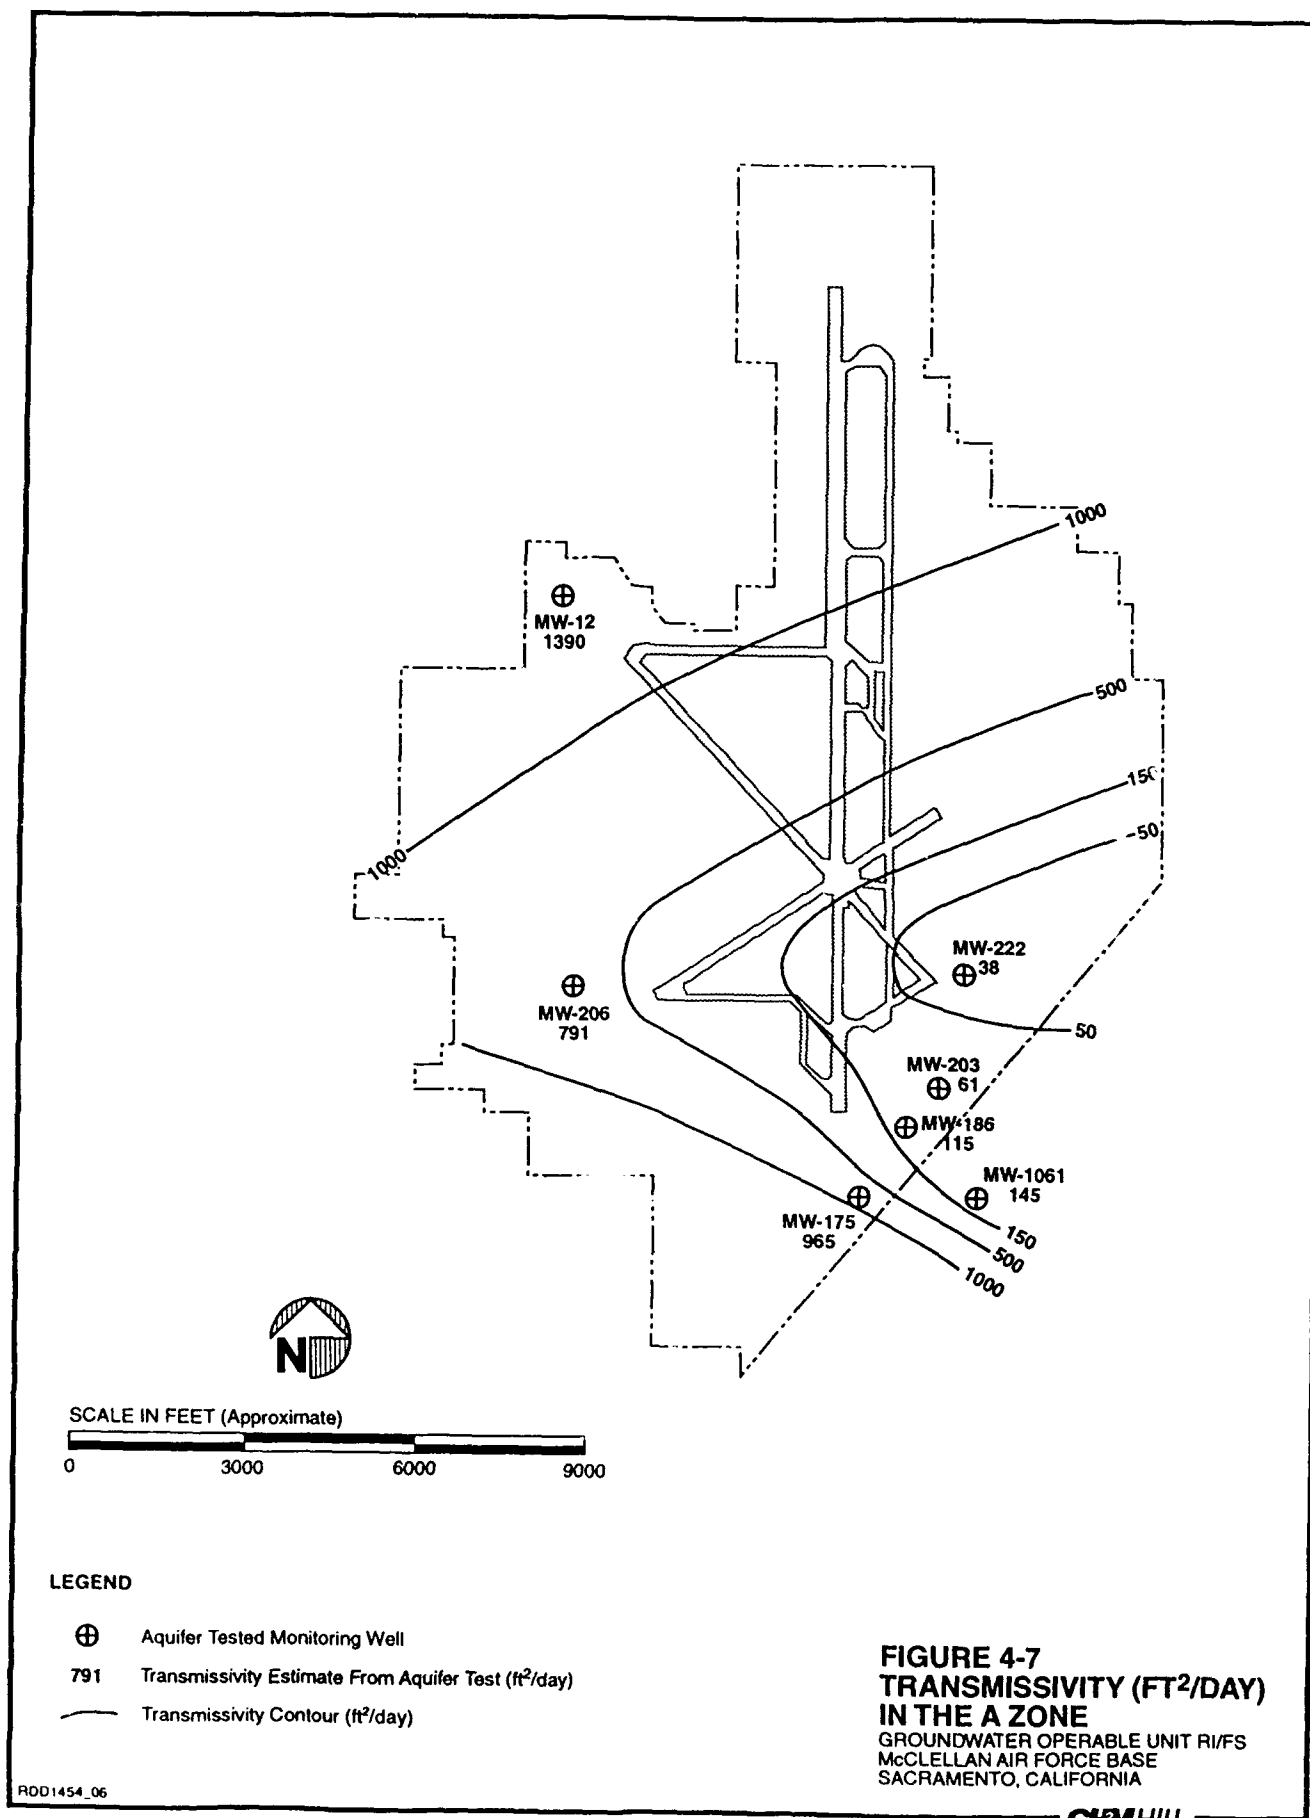 1000
MW-12
1390
500
150
50
1000
MW-222
38
MW-206
791
50
MW-203
61
MW-186
115
MW-1061
145
MW-175
965
150
500
1000
N
SCALE IN FEET (Approximate)
0 3000 6000 9000
LEGEND
Aquifer Tested Monitoring Well
791 Transmissivity Estimate From Aquifer Test (ft²/day)
Transmissivity Contour (ft²/day)
FIGURE 4-7
TRANSMISSIVITY (FT²/DAY)
IN THE A ZONE
GROUNDWATER OPERABLE UNIT RI/FS
McCLELLAN AIR FORCE BASE
SACRAMENTO, CALIFORNIA
RDD1454_06